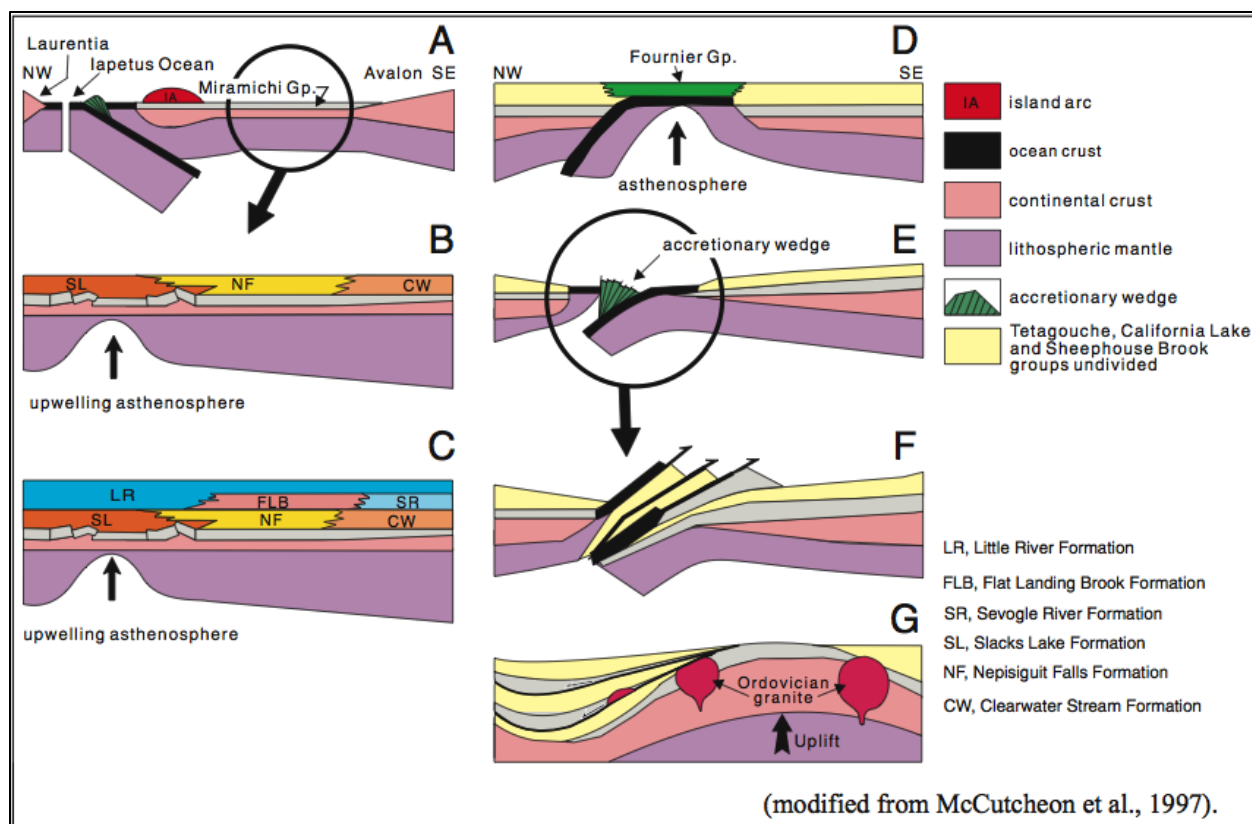 A
Laurentia
NW
Iapetus Ocean
Miramichi Gp.
Avalon SE
IA
B
SL
NF
CW
upwelling asthenosphere
C
LR
FLB
SR
SL
NF
CW
upwelling asthenosphere
D
Fournier Gp.
NW
SE
asthenosphere
E
accretionary wedge
F
G
Ordovician
granite
Uplift
IA
island arc
ocean crust
continental crust
lithospheric mantle
accretionary wedge
Tetagouche, California Lake
and Sheephouse Brook
groups undivided
LR, Little River Formation
FLB, Flat Landing Brook Formation
SR, Sevogle River Formation
SL, Slacks Lake Formation
NF, Nepisiguit Falls Formation
CW, Clearwater Stream Formation
(modified from McCutcheon et al., 1997).